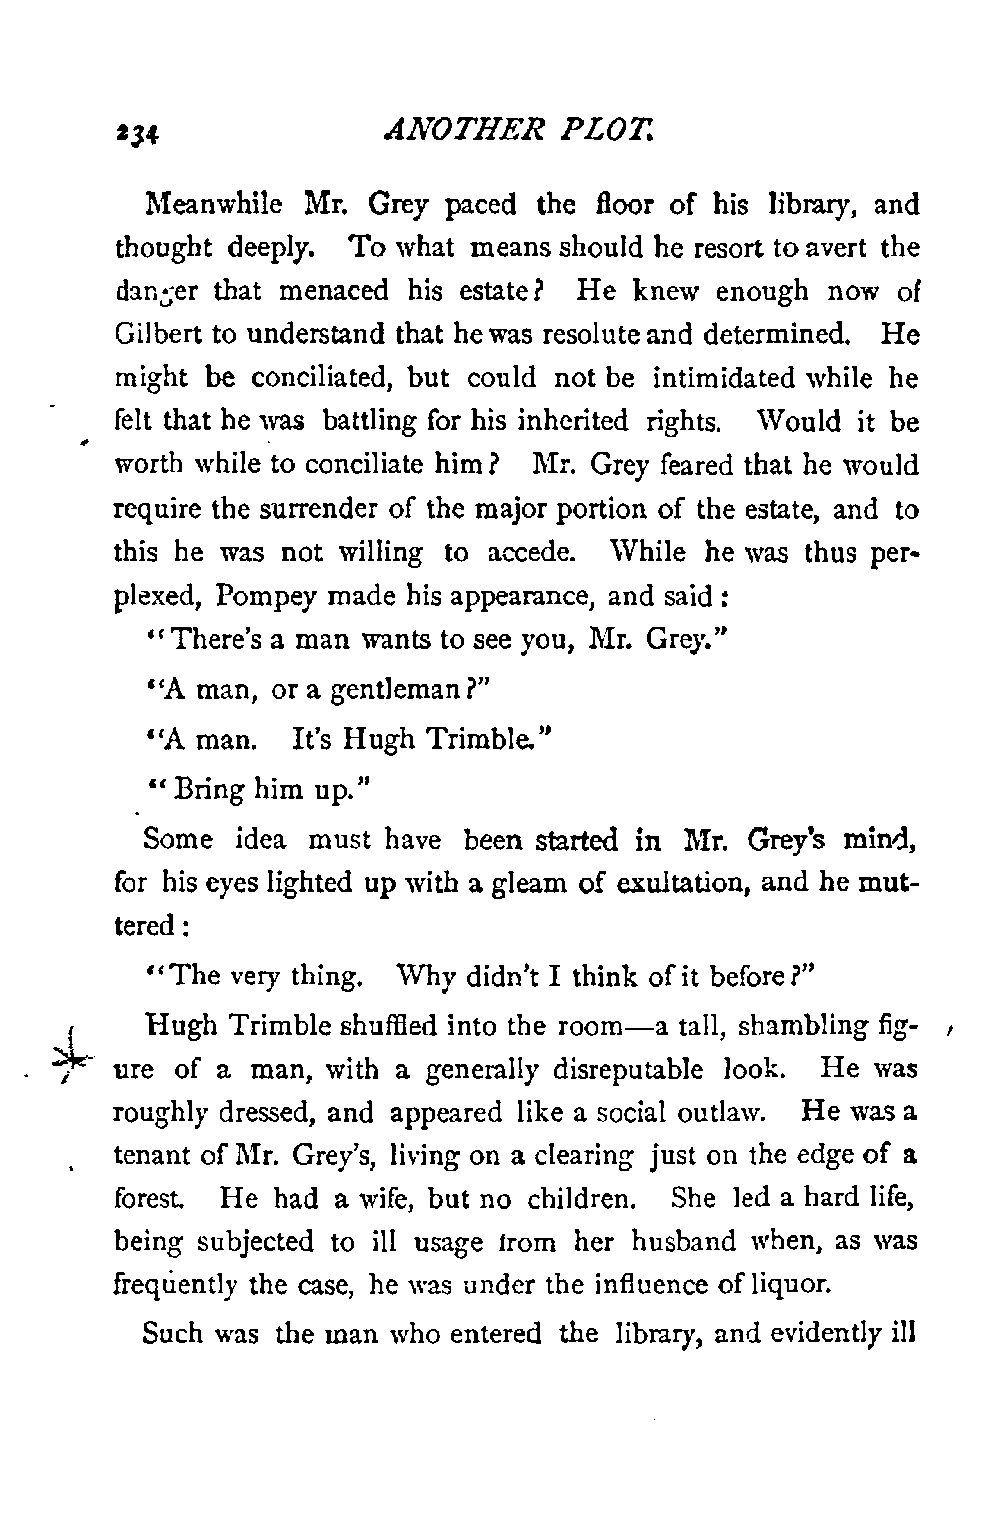 234 ANOTHER PLOT.
Meanwhile Mr. Grey paced the floor of his library, and
thought deeply. To what means should he resort to avert the
danger that menaced his estate? He knew enough now of
Gilbert to understand that he was resolute and determined. He
might be conciliated, but could not be intimidated while he
felt that he was battling for his inherited rights. Would it be
worth while to conciliate him? Mr. Grey feared that he would
require the surrender of the major portion of the estate, and to
this he was not willing to accede. While he was thus per-
plexed, Pompey made his appearance, and said:
"There's a man wants to see you, Mr. Grey."
"A man, or a gentleman?"
"A man. It's Hugh Trimble."
"Bring him up."
Some idea must have been started in Mr. Grey's mind,
for his eyes lighted up with a gleam of exultation, and he mut-
tered:
"The very thing. Why didn't I think of it before?"
Hugh Trimble shuffled into the room—a tall, shambling fig-
ure of a man, with a generally disreputable look. He was
roughly dressed, and appeared like a social outlaw. He was a
tenant of Mr. Grey's, living on a clearing just on the edge of a
forest. He had a wife, but no children. She led a hard life,
being subjected to ill usage from her husband when, as was
frequently the case, he was under the influence of liquor.
Such was the man who entered the library, and evidently ill